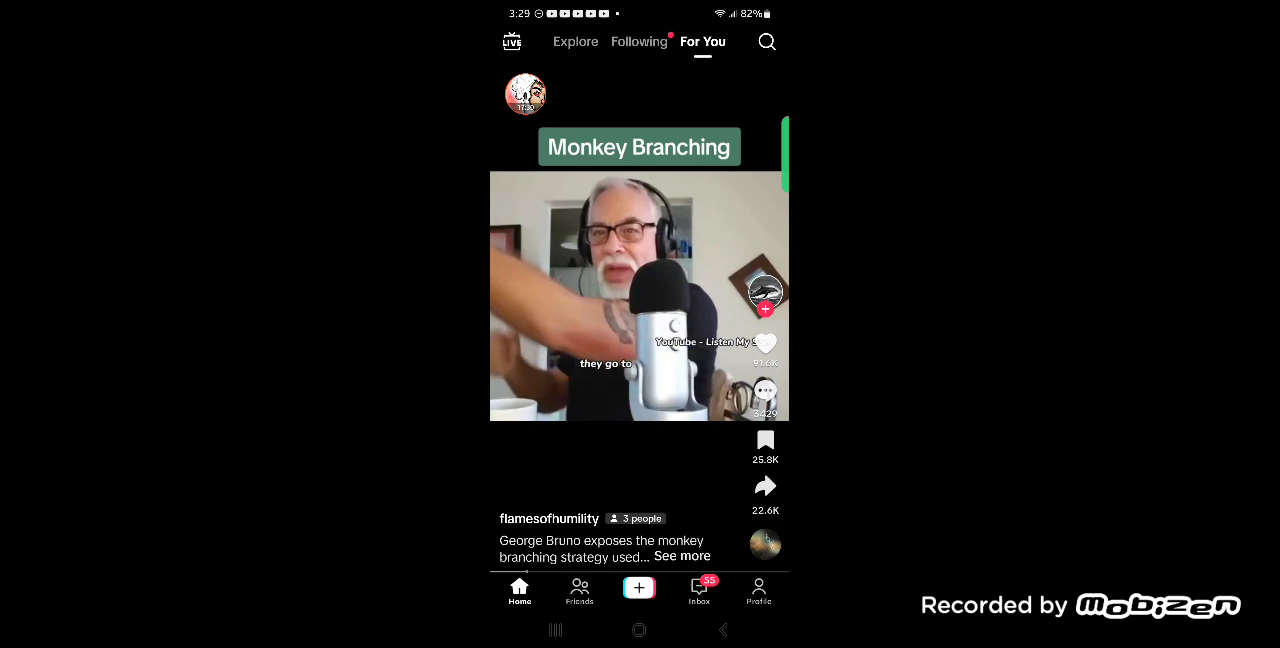 3:29
82%
LIVE
Explore
Following
For You
17:30
Monkey Branching
YouTube - Listen My S
they go to
91.6K
3429
25.8K
22.6K
flamesofhumility
3 people
George Bruno exposes the monkey
branching strategy used... See more
Home
Friends
55
Inbox
Profile
Recorded by Mobizen